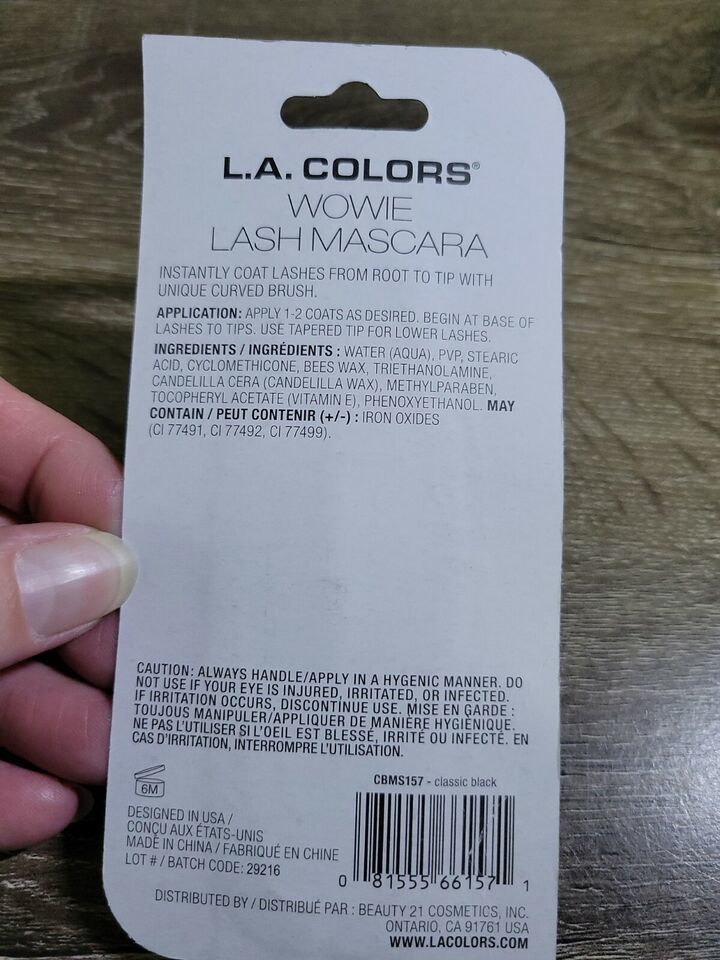 L.A. COLORS®
WOWIE
LASH MASCARA
INSTANTLY COAT LASHES FROM ROOT TO TIP WITH
UNIQUE CURVED BRUSH.
APPLICATION: APPLY 1-2 COATS AS DESIRED. BEGIN AT BASE OF
LASHES TO TIPS. USE TAPERED TIP FOR LOWER LASHES.
INGREDIENTS / INGRÉDIENTS : WATER (AQUA), PVP, STEARIC
ACID, CYCLOMETHICONE, BEES WAX, TRIETHANOLAMINE,
CANDELILLA CERA (CANDELILLA WAX), METHYLPARABEN,
TOCOPHERYL ACETATE (VITAMIN E), PHENOXYETHANOL. MAY
CONTAIN / PEUT CONTENIR (+/-) : IRON OXIDES
(CI 77491, CI 77492, CI 77499).
CAUTION: ALWAYS HANDLE/APPLY IN A HYGENIC MANNER. DO
NOT USE IF YOUR EYE IS INJURED, IRRITATED, OR INFECTED.
IF IRRITATION OCCURS, DISCONTINUE USE. MISE EN GARDE :
TOUJOUS MANIPULER/APPLIQUER DE MANIÈRE HYGIÉNIQUE.
NE PAS L'UTILISER SI L'OEIL EST BLESSÉ, IRRITÉ OU INFECTÉ. EN
CAS D'IRRITATION, INTERROMPRE L'UTILISATION.
CBMS157 - classic black
6M
DESIGNED IN USA /
CONÇU AUX ÉTATS-UNIS
MADE IN CHINA / FABRIQUÉ EN CHINE
LOT # / BATCH CODE: 29216
0 81555 66157 1
DISTRIBUTED BY / DISTRIBUÉ PAR : BEAUTY 21 COSMETICS, INC.
ONTARIO, CA 91761 USA
WWW.LACOLORS.COM